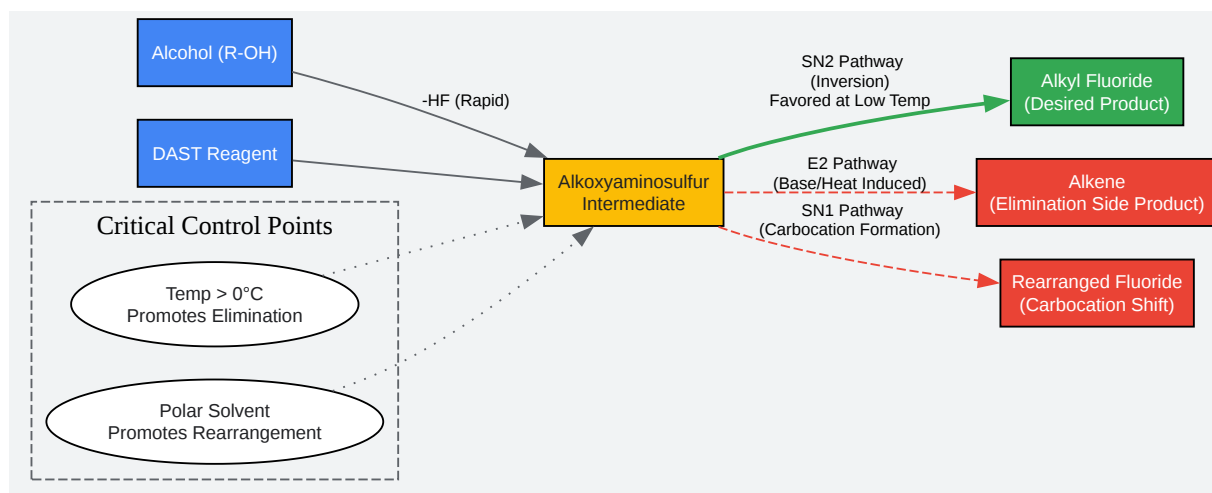 Alcohol (R-OH)
DAST Reagent
-HF (Rapid)
Critical Control Points
Temp > 0°C
Promotes Elimination
Polar Solvent
Promotes Rearrangement
Alkoxyaminosulfur
Intermediate
SN2 Pathway
(Inversion)
Favored at Low Temp
E2 Pathway
(Base/Heat Induced)
SN1 Pathway
(Carbocation Formation)
Alkyl Fluoride
(Desired Product)
Alkene
(Elimination Side Product)
Rearranged Fluoride
(Carbocation Shift)